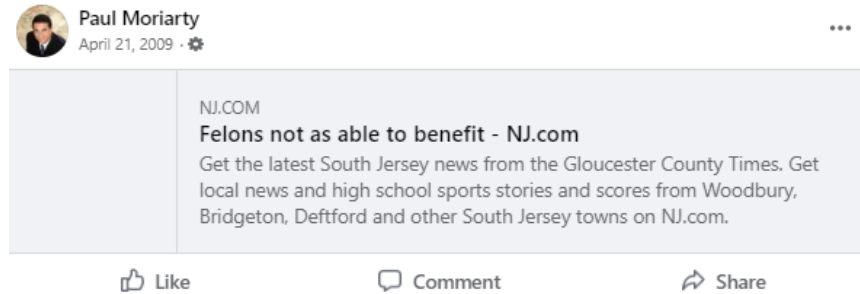 Paul Moriarty
April 21, 2009 ·
NJ.COM
Felons not as able to benefit - NJ.com
Get the latest South Jersey news from the Gloucester County Times. Get
local news and high school sports stories and scores from Woodbury,
Bridgeton, Deftford and other South Jersey towns on NJ.com.
Like Comment Share